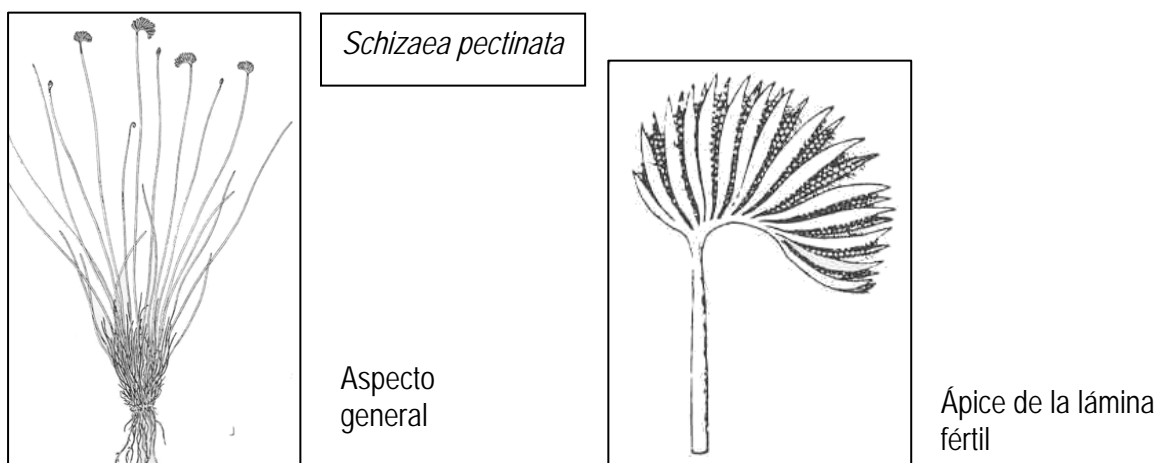 Schizaea pectinata
Aspecto
general
Ápice de la lámina
fértil